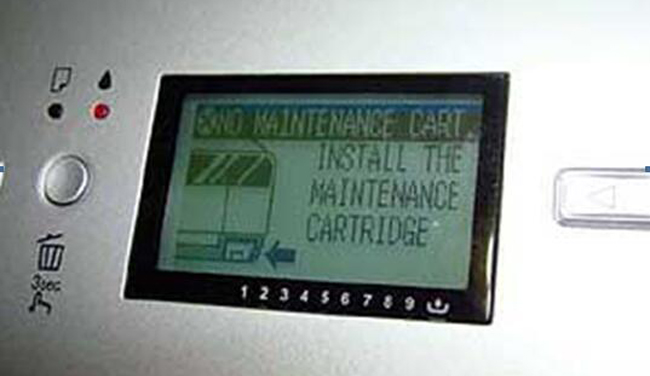 NO MAINTENANCE CART.
INSTALL THE
MAINTENANCE
CARTRIDGE
1 2 3 4 5 6 7 8 9
3sec